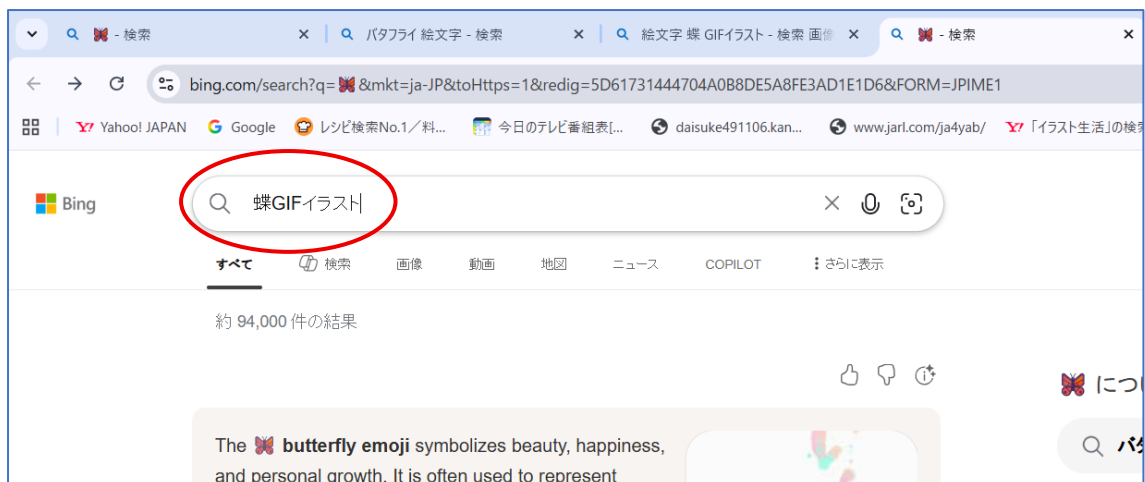 🦋 - 検索
バタフライ 絵文字 - 検索
絵文字 蝶 GIFイラスト - 検索 画像
🦋 - 検索
bing.com/search?q=🦋&mkt=ja-JP&toHttps=1&redig=5D61731444704A0B8DE5A8FE3AD1E1D6&FORM=JPIME1
Yahoo! JAPAN Google レシピ検索No.1／料... 今日のテレビ番組表[... daisuke491106.kan... www.jarl.com/ja4yab/ 「イラスト生活」の検
Bing
蝶GIFイラスト
すべて 検索 画像 動画 地図 ニュース COPILOT さらに表示
約 94,000 件の結果
🦋 につ
The 🦋 butterfly emoji symbolizes beauty, happiness,
and personal growth. It is often used to represent
バタ